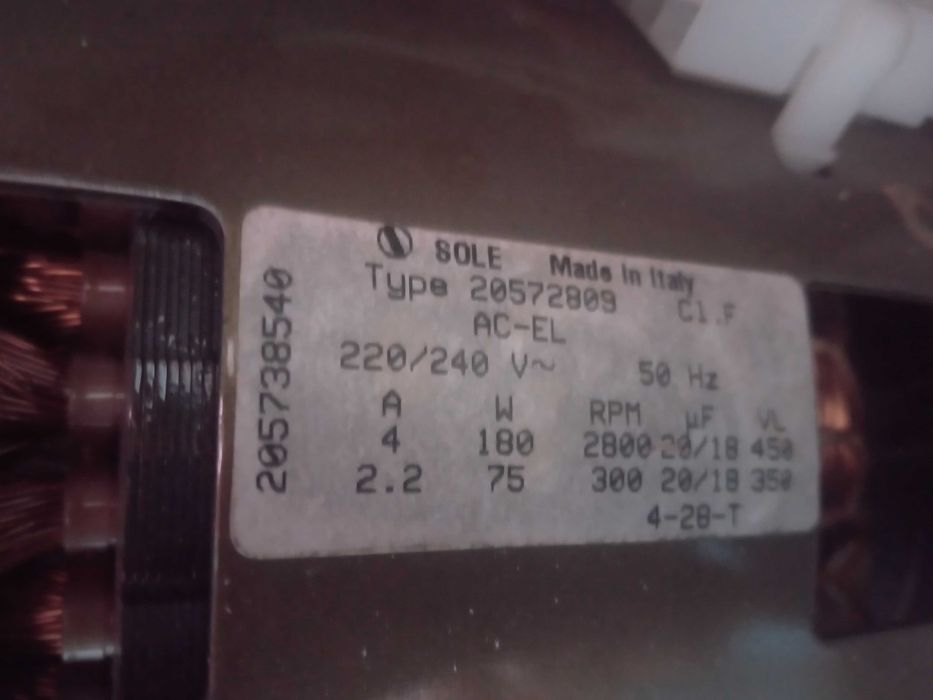 SOLE Made in Italy
Type 20572809 Cl.F
AC-EL
220/240 V~ 50 Hz
A W RPM µF VL
4 180 2800 20/18 450
2.2 75 300 20/18 350
4-28-T
205738540